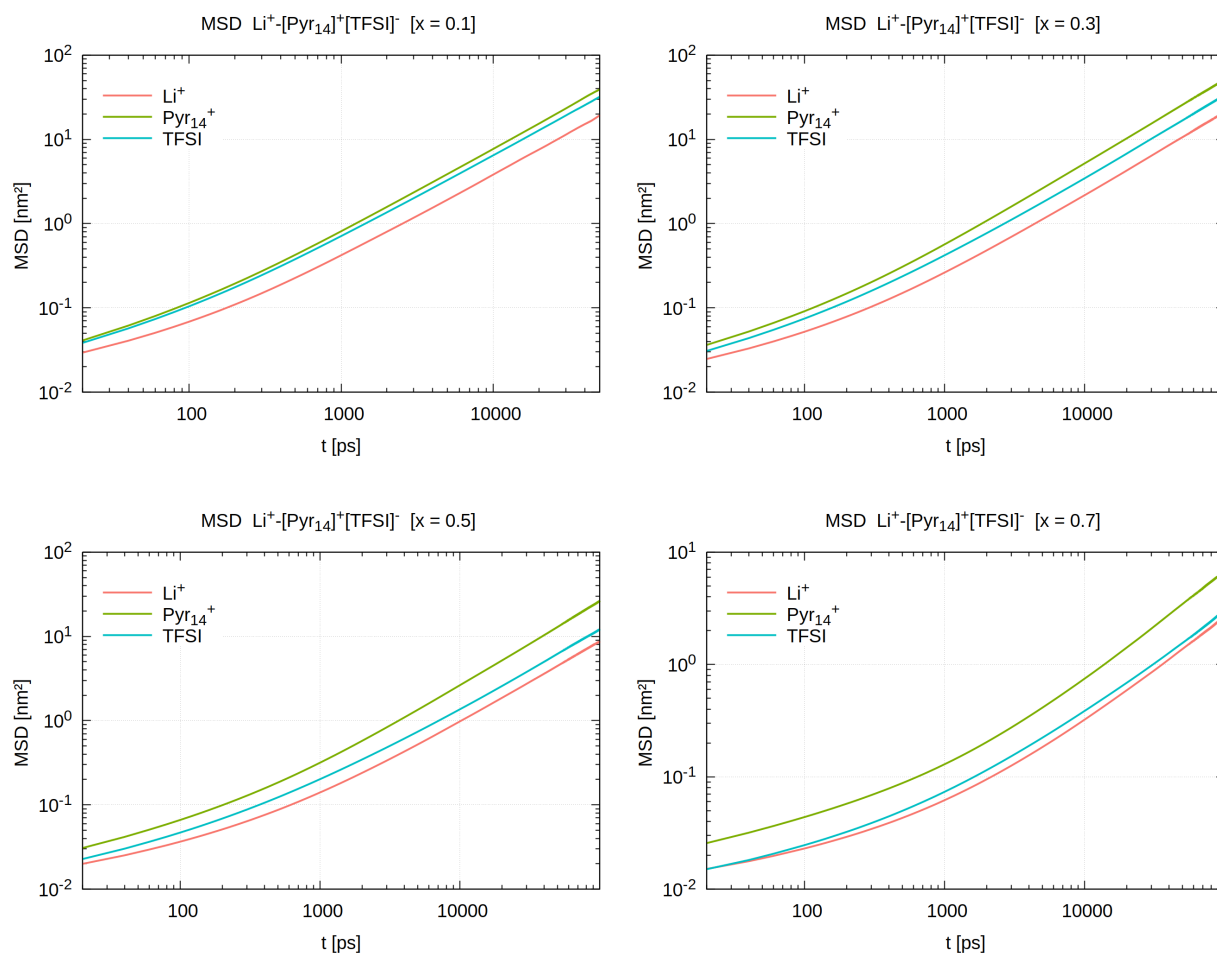 MSD Li⁺-[Pyr₁₄]⁺[TFSI]⁻ [x = 0.1]
10²
10¹
10⁰
10⁻¹
10⁻²
MSD [nm²]
Li⁺
Pyr₁₄⁺
TFSI
100 1000 10000
t [ps]
MSD Li⁺-[Pyr₁₄]⁺[TFSI]⁻ [x = 0.3]
10²
10¹
10⁰
10⁻¹
10⁻²
MSD [nm²]
Li⁺
Pyr₁₄⁺
TFSI
100 1000 10000
t [ps]
MSD Li⁺-[Pyr₁₄]⁺[TFSI]⁻ [x = 0.5]
10²
10¹
10⁰
10⁻¹
10⁻²
MSD [nm²]
Li⁺
Pyr₁₄⁺
TFSI
100 1000 10000
t [ps]
MSD Li⁺-[Pyr₁₄]⁺[TFSI]⁻ [x = 0.7]
10¹
10⁰
10⁻¹
10⁻²
MSD [nm²]
Li⁺
Pyr₁₄⁺
TFSI
100 1000 10000
t [ps]